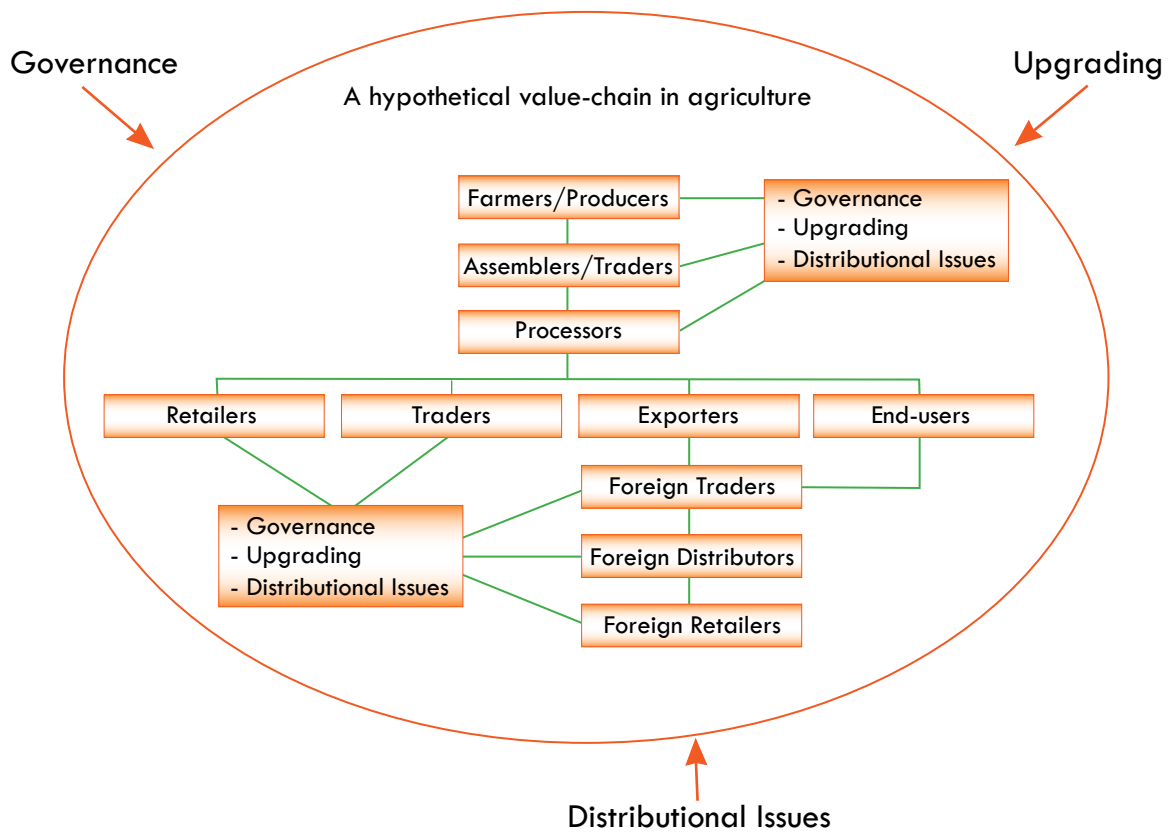 Governance
Upgrading
A hypothetical value-chain in agriculture
Farmers/Producers
- Governance
- Upgrading
- Distributional Issues
Assemblers/Traders
Processors
Retailers
Traders
Exporters
End-users
Foreign Traders
- Governance
- Upgrading
- Distributional Issues
Foreign Distributors
Foreign Retailers
Distributional Issues